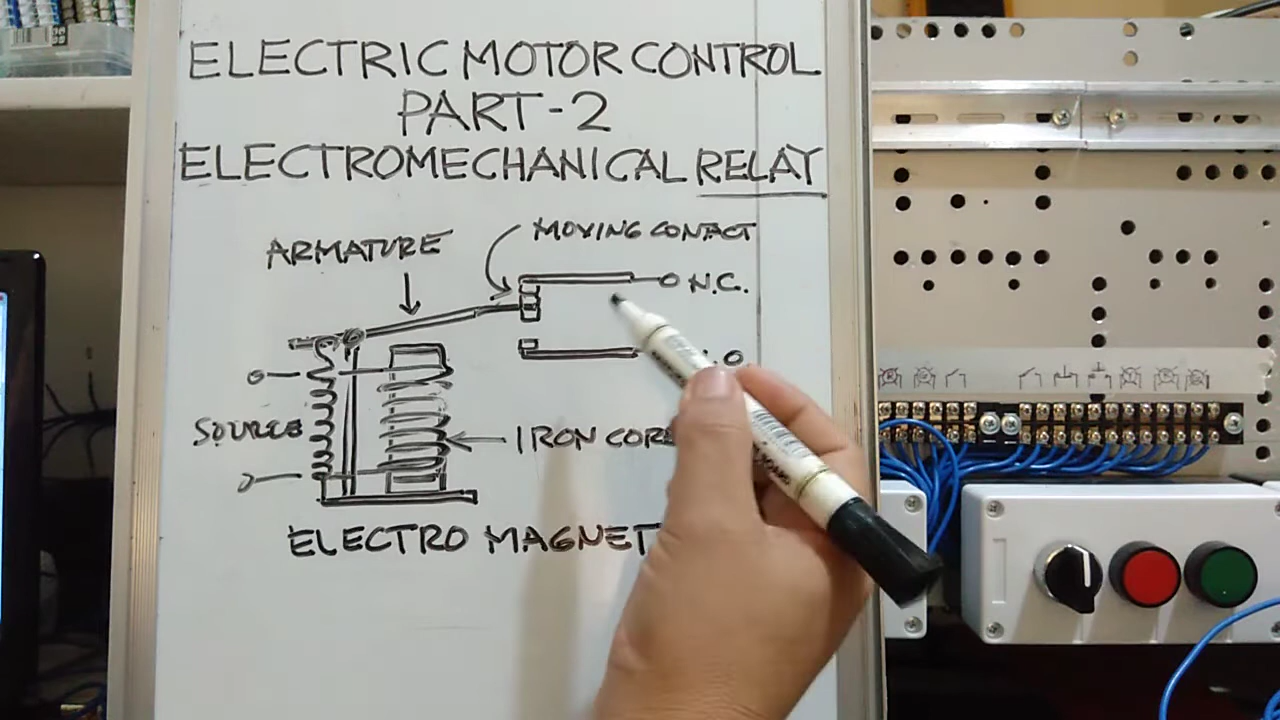 ELECTRIC MOTOR CONTROL
PART-2
ELECTROMECHANICAL RELAY
MOVING CONTACT
ARMATURE
N.C.
SOURCE
IRON CORE
ELECTRO MAGNET